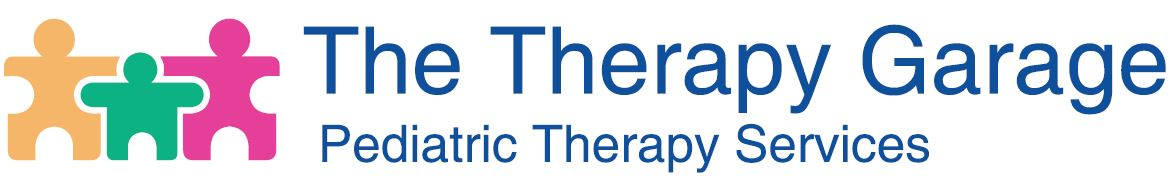 The Therapy Garage
Pediatric Therapy Services